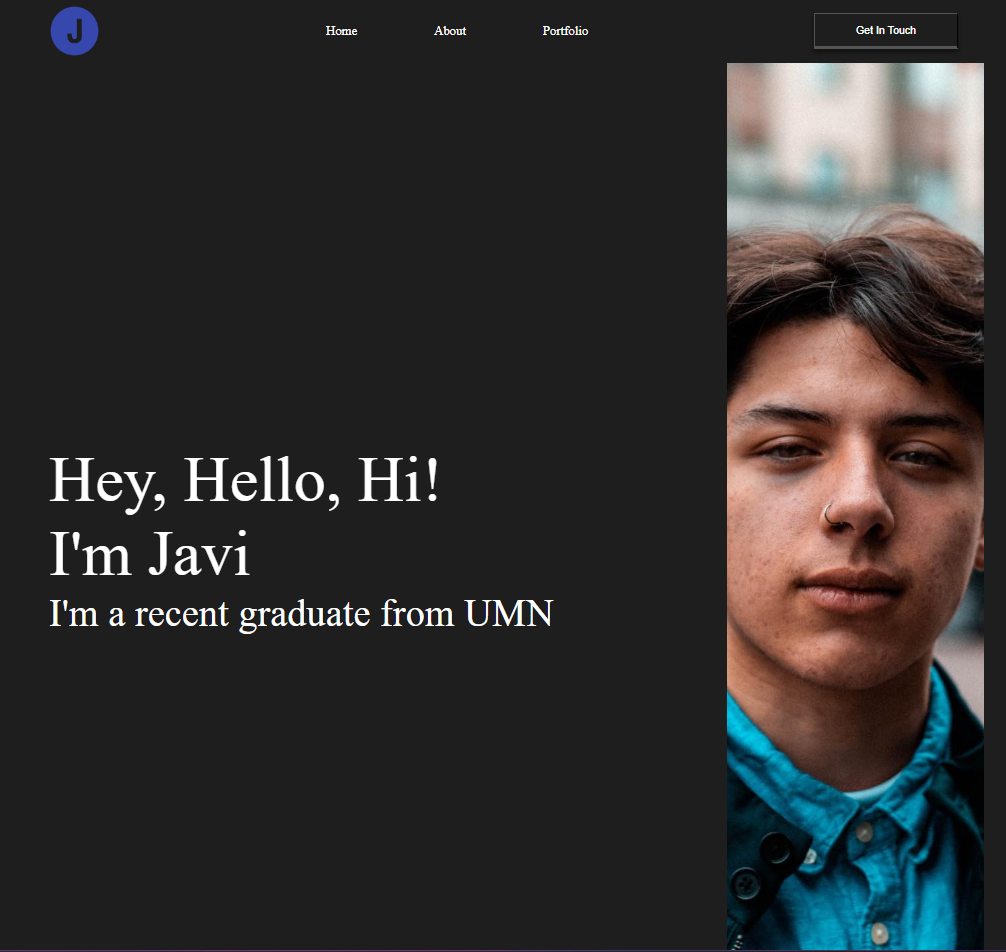 J
Home
About
Portfolio
Get In Touch
Hey, Hello, Hi!
I'm Javi
I'm a recent graduate from UMN